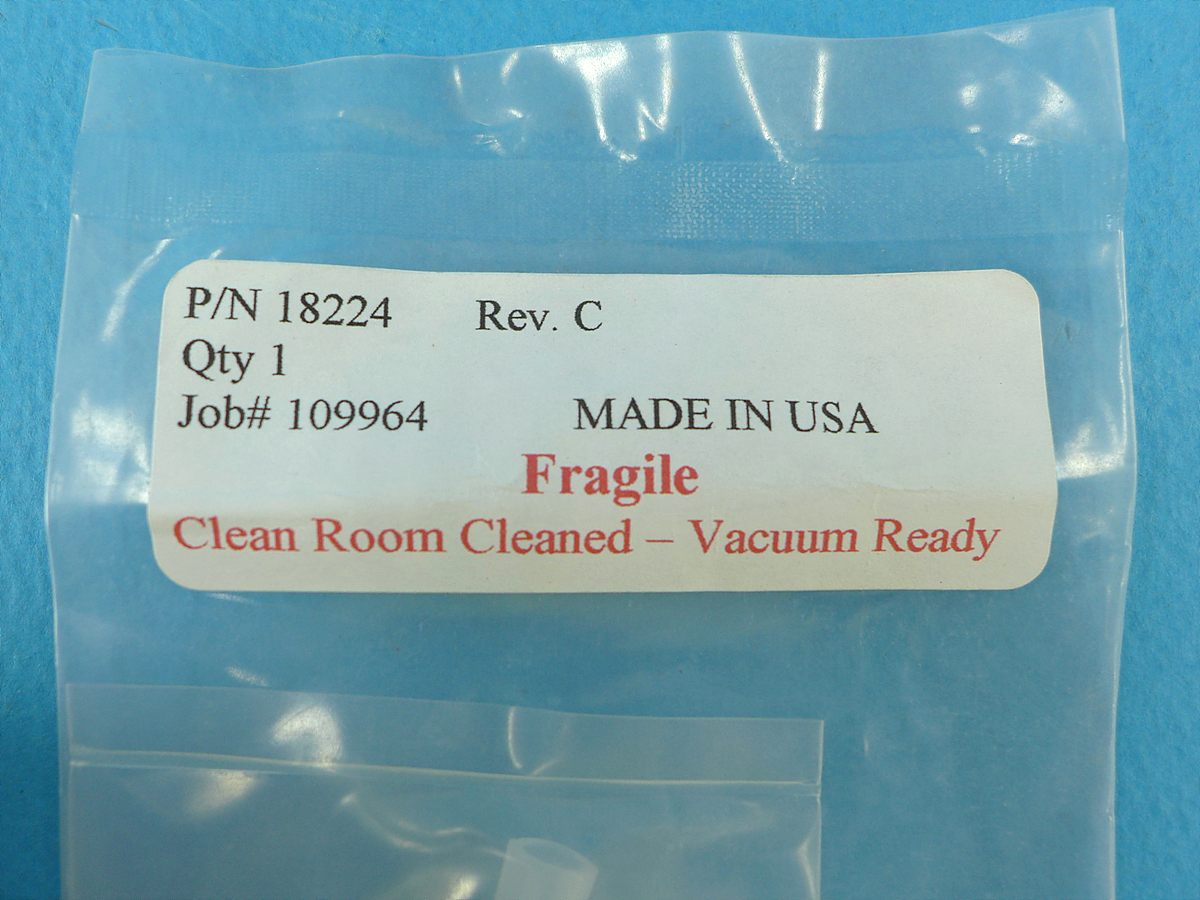 P/N 18224 Rev. C
Qty 1
Job# 109964 MADE IN USA
Fragile
Clean Room Cleaned – Vacuum Ready